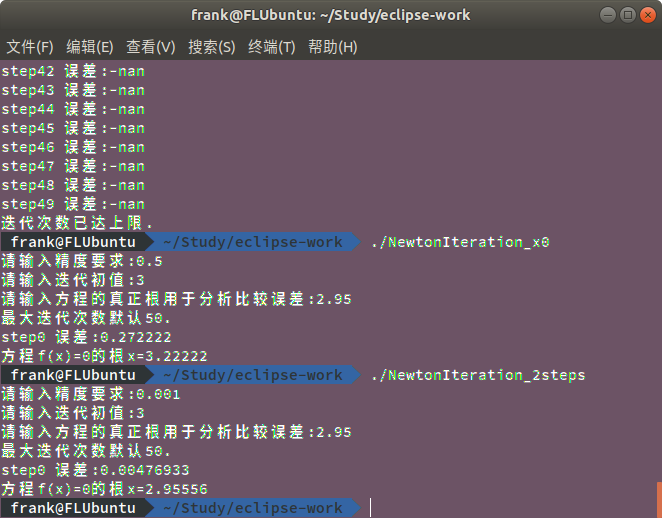 frank@FLUbuntu: ~/Study/eclipse-work
文件(F) 编辑(E) 查看(V) 搜索(S) 终端(T) 帮助(H)
step42 误差:-nan
step43 误差:-nan
step44 误差:-nan
step45 误差:-nan
step46 误差:-nan
step47 误差:-nan
step48 误差:-nan
step49 误差:-nan
迭代次数已达上限.
frank@FLUbuntu ~/Study/eclipse-work ./NewtonIteration_x0
请输入精度要求:0.5
请输入迭代初值:3
请输入方程的真正根用于分析比较误差:2.95
最大迭代次数默认50.
step0 误差:0.272222
方程f(x)=0的根x=3.22222
frank@FLUbuntu ~/Study/eclipse-work ./NewtonIteration_2steps
请输入精度要求:0.001
请输入迭代初值:3
请输入方程的真正根用于分析比较误差:2.95
最大迭代次数默认50.
step0 误差:0.00476933
方程f(x)=0的根x=2.95556
frank@FLUbuntu ~/Study/eclipse-work